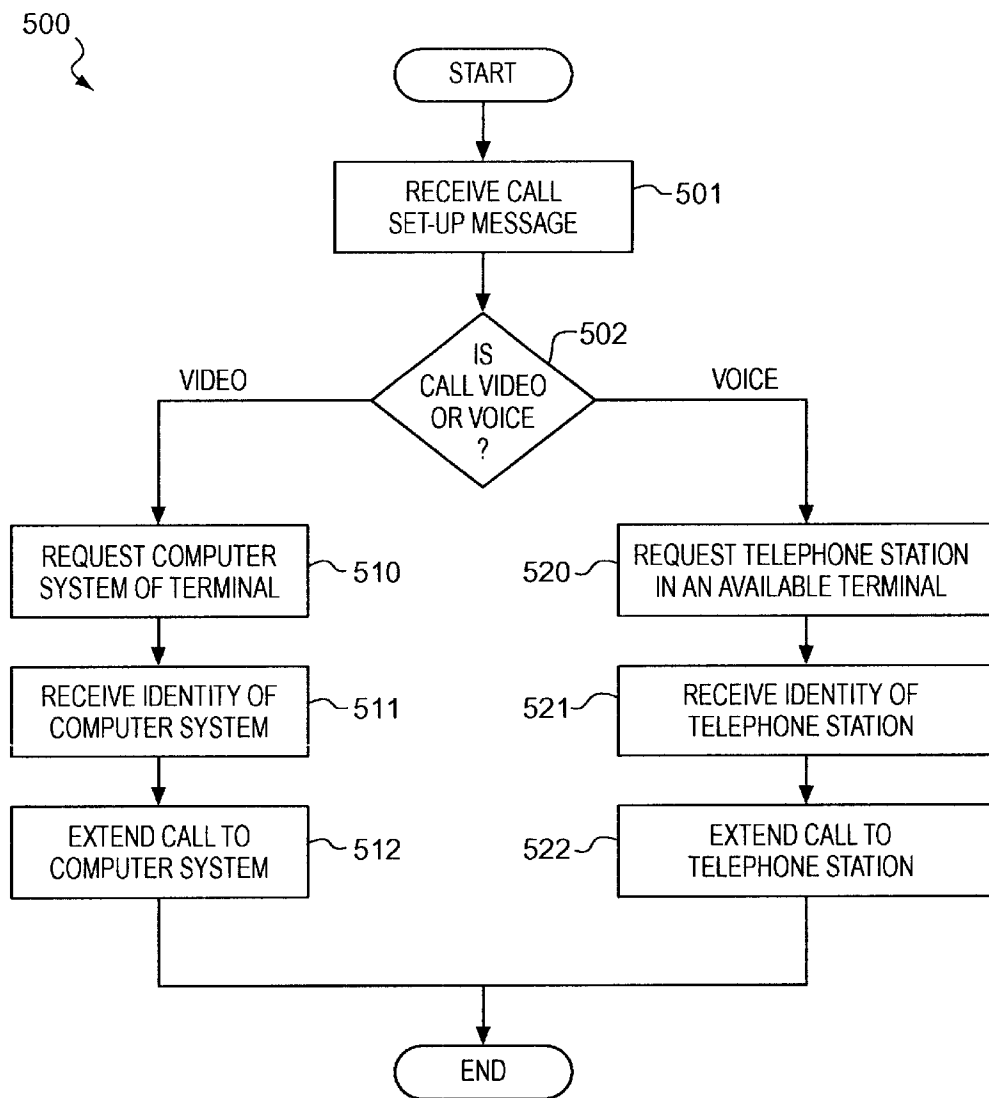 500
START
RECEIVE CALL
SET-UP MESSAGE
501
502
IS
CALL VIDEO
OR VOICE
?
VIDEO
VOICE
REQUEST COMPUTER
SYSTEM OF TERMINAL
510
520
REQUEST TELEPHONE STATION
IN AN AVAILABLE TERMINAL
RECEIVE IDENTITY OF
COMPUTER SYSTEM
511
521
RECEIVE IDENTITY OF
TELEPHONE STATION
EXTEND CALL TO
COMPUTER SYSTEM
512
522
EXTEND CALL TO
TELEPHONE STATION
END